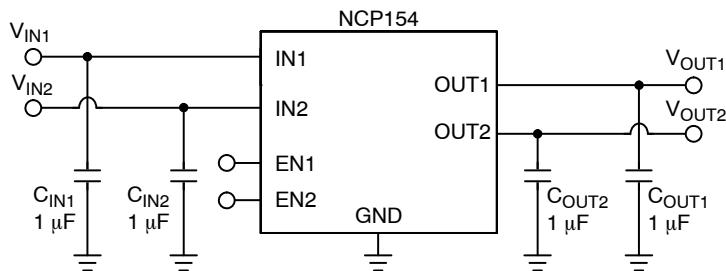 NCP154
VIN1
IN1
VIN2
IN2
OUT1
VOUT1
OUT2
VOUT2
EN1
EN2
CIN1
1 μF
CIN2
1 μF
GND
COUT2
1 μF
COUT1
1 μF